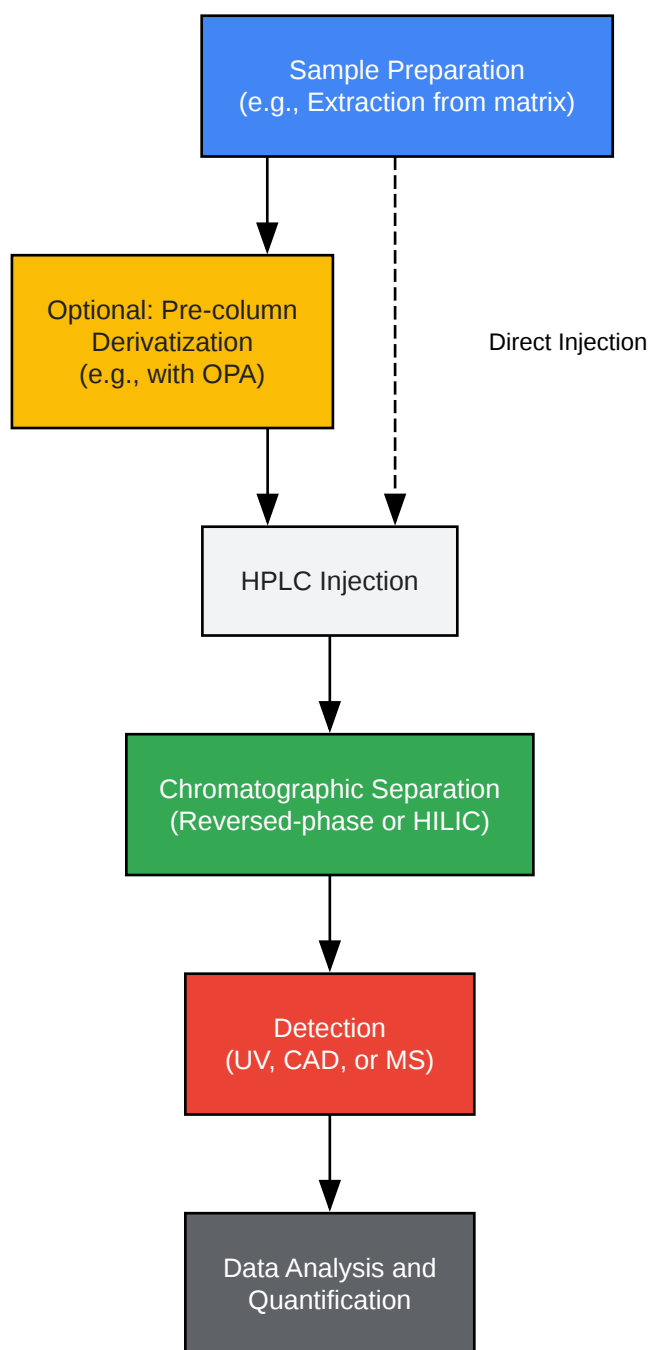 Sample Preparation
(e.g., Extraction from matrix)
Optional: Pre-column
Derivatization
(e.g., with OPA)
Direct Injection
HPLC Injection
Chromatographic Separation
(Reversed-phase or HILIC)
Detection
(UV, CAD, or MS)
Data Analysis and
Quantification